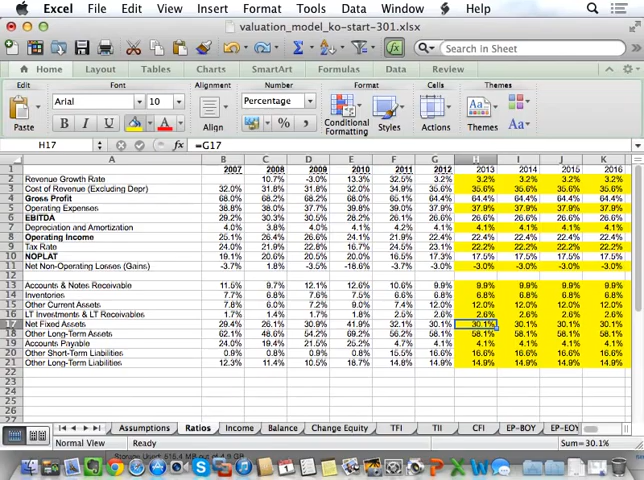 Excel File Edit View Insert Format Tools Data Window Help
valuation_model_ko-start-301.xlsx
Search In Sheet
Home Layout Tables Charts SmartArt Formulas Data Review
Edit Font Alignment Number Format Cells Themes
Paste Arial 10 B I U A Align Percentage % Conditional Formatting Styles Actions Themes Aa
H17 fx =G17
A B C D E F G H I J K
1 2007 2008 2009 2010 2011 2012 2013 2014 2015 2016
2 Revenue Growth Rate 10.7% -3.0% 13.3% 32.5% 3.2% 3.2% 3.2% 3.2% 3.2%
3 Cost of Revenue (Excluding Depr) 32.0% 31.8% 31.8% 32.0% 34.9% 35.6% 35.6% 35.6% 35.6% 35.6%
4 Gross Profit 68.0% 68.2% 68.2% 68.0% 65.1% 64.4% 64.4% 64.4% 64.4% 64.4%
5 Operating Expenses 38.8% 38.0% 37.7% 39.8% 39.0% 37.9% 37.9% 37.9% 37.9% 37.9%
6 EBITDA 29.2% 30.3% 30.5% 28.2% 26.1% 26.6% 26.6% 26.6% 26.6% 26.6%
7 Depreciation and Amortization 4.0% 3.8% 4.0% 4.1% 4.2% 4.1% 4.1% 4.1% 4.1% 4.1%
8 Operating Income 25.1% 26.4% 26.6% 24.1% 21.9% 22.4% 22.4% 22.4% 22.4% 22.4%
9 Tax Rate 24.0% 21.9% 22.8% 16.7% 24.5% 23.1% 22.2% 22.2% 22.2% 22.2%
10 NOPLAT 19.1% 20.6% 20.5% 20.0% 16.5% 17.3% 17.5% 17.5% 17.5% 17.5%
11 Net Non-Operating Losses (Gains) -3.7% 1.8% -3.5% -18.6% -3.7% -3.0% -3.0% -3.0% -3.0% -3.0%
12
13 Accounts & Notes Receivable 11.5% 9.7% 12.1% 12.6% 10.6% 9.9% 9.9% 9.9% 9.9% 9.9%
14 Inventories 7.7% 6.8% 7.6% 7.5% 6.6% 6.8% 6.8% 6.8% 6.8% 6.8%
15 Other Current Assets 7.8% 6.0% 7.2% 9.0% 7.4% 12.0% 12.0% 12.0% 12.0% 12.0%
16 LT Investments & LT Receivables 1.7% 1.4% 1.7% 1.8% 2.5% 2.6% 2.6% 2.6% 2.6% 2.6%
17 Net Fixed Assets 29.4% 26.1% 30.9% 41.9% 32.1% 30.1% 30.1% 30.1% 30.1% 30.1%
18 Other Long-Term Assets 62.1% 48.6% 54.2% 69.2% 56.2% 58.1% 58.1% 58.1% 58.1% 58.1%
19 Accounts Payable 24.0% 19.4% 21.5% 25.2% 4.7% 4.1% 4.1% 4.1% 4.1% 4.1%
20 Other Short-Term Liabilities 0.9% 0.8% 0.9% 0.8% 15.5% 16.6% 16.6% 16.6% 16.6% 16.6%
21 Other Long-Term Liabilities 12.3% 11.4% 10.5% 18.7% 14.8% 14.9% 14.9% 14.9% 14.9% 14.9%
22
23
24
25
26
27
Assumptions Ratios Income Balance Change Equity TFI TII CFI EP-BOY EP-EOY
Normal View Ready Sum=30.1%